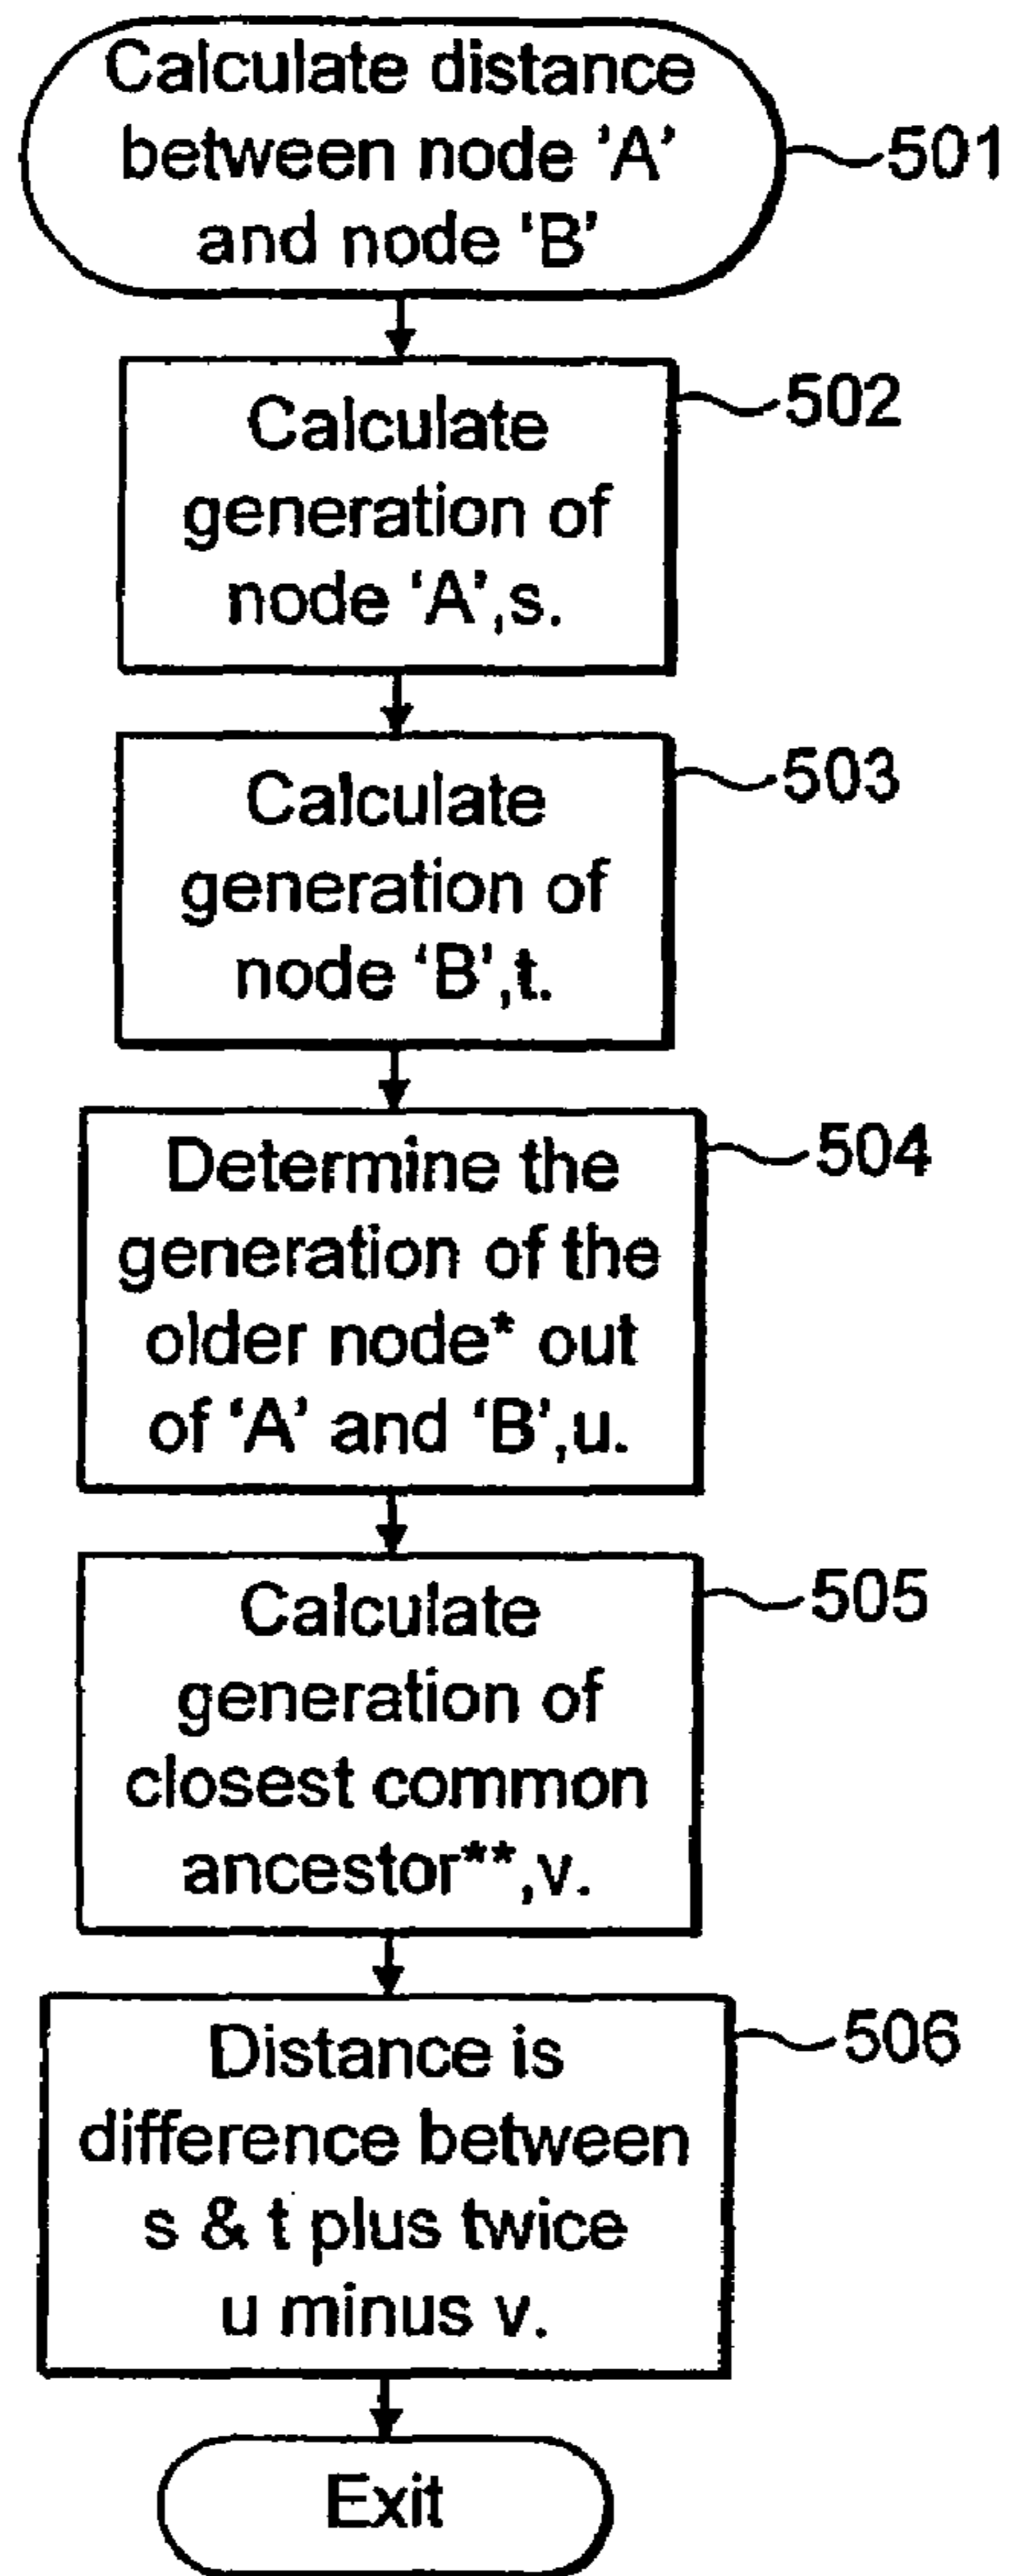 Calculate distance
between node 'A'
and node 'B'
501
Calculate
generation of
node 'A',s.
502
Calculate
generation of
node 'B',t.
503
Determine the
generation of the
older node* out
of 'A' and 'B',u.
504
Calculate
generation of
closest common
ancestor**,v.
505
Distance is
difference between
s & t plus twice
u minus v.
506
Exit